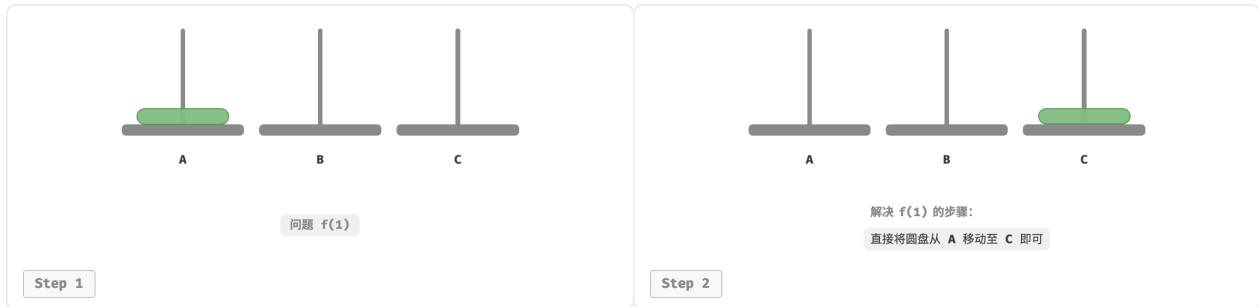 A B C
问题 f(1)
Step 1
A B C
解决 f(1) 的步骤：
直接将圆盘从 A 移动至 C 即可
Step 2